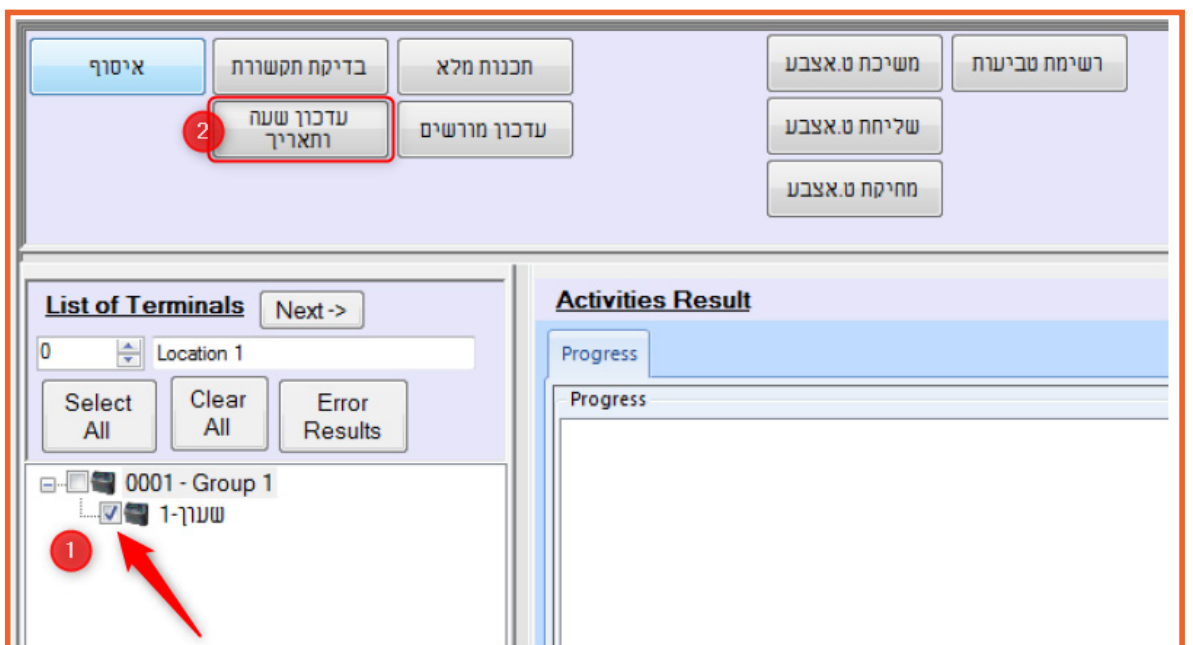 איסוף
בדיקת תקשורת
תכנות מלא
משיכת ט.אצבע
רשימת טביעות
2
עדכון שעה
ותאריך
עדכון מורשים
שליחת ט.אצבע
מחיקת ט.אצבע
List of Terminals
Next ->
0
Location 1
Select
All
Clear
All
Error
Results
0001 - Group 1
שעון-1
1
Activities Result
Progress
Progress